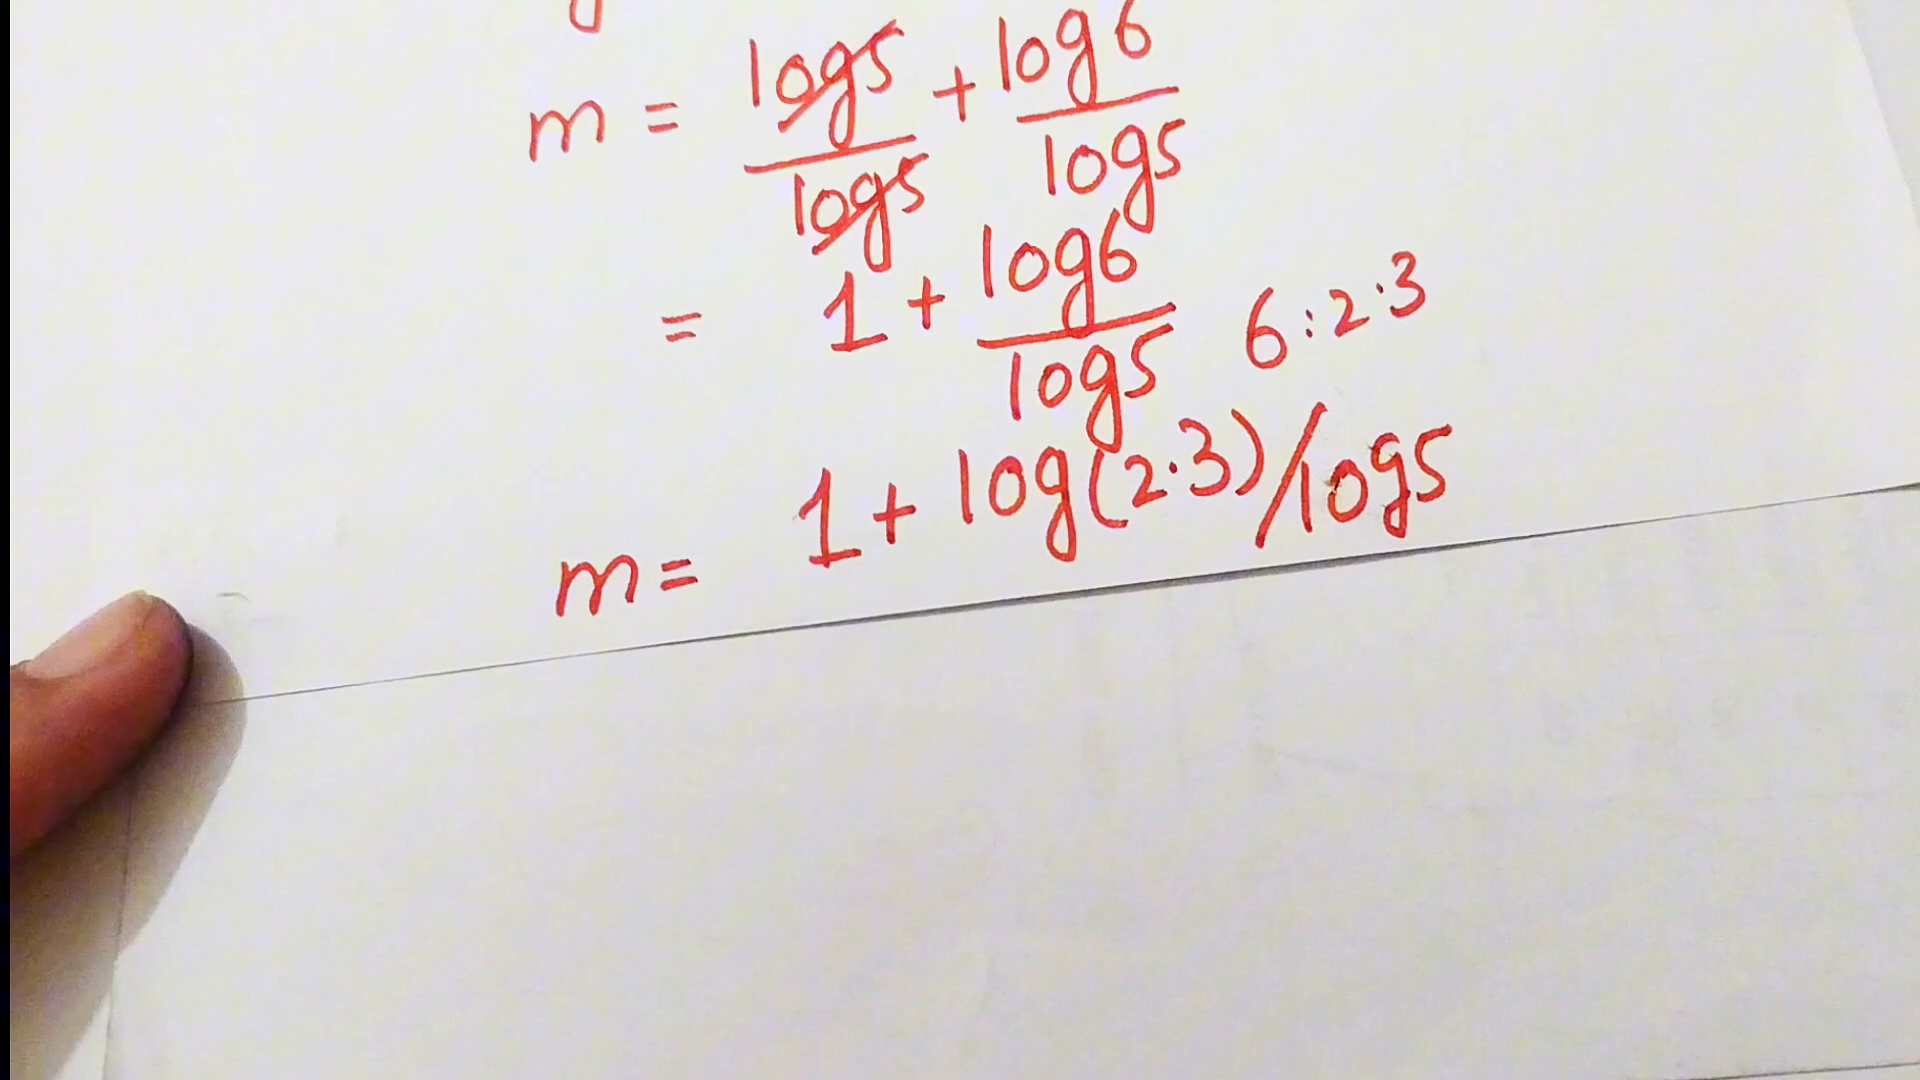 m = log5/log5 + log6/log5
= 1 + log6/log5 6:2·3
m = 1 + log(2·3)/log5